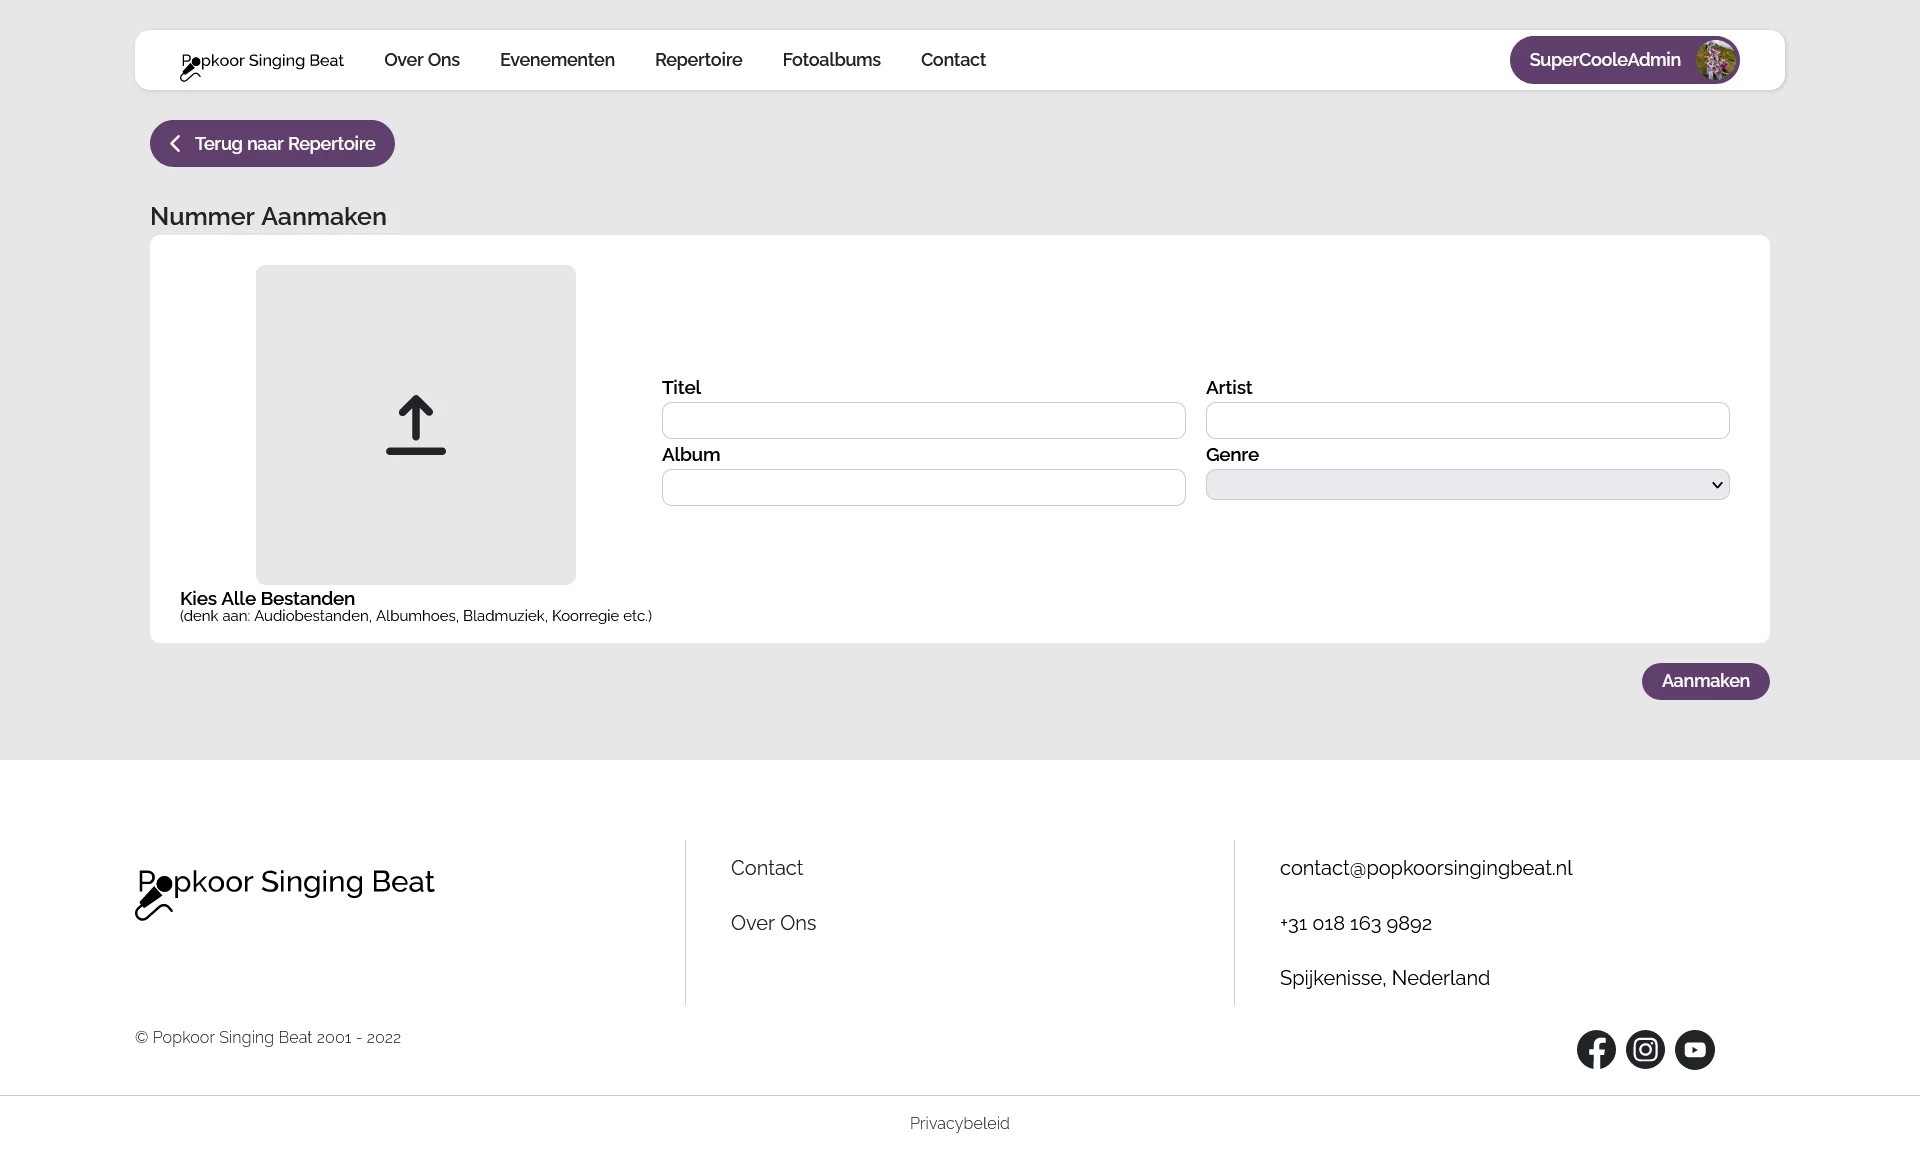 Popkoor Singing Beat
Over Ons
Evenementen
Repertoire
Fotoalbums
Contact
SuperCooleAdmin
Terug naar Repertoire
Nummer Aanmaken
Titel
Artist
Album
Genre
Kies Alle Bestanden
(denk aan: Audiobestanden, Albumhoes, Bladmuziek, Koorregie etc.)
Aanmaken
Popkoor Singing Beat
Contact
Over Ons
contact@popkoorsingingbeat.nl
+31 018 163 9892
Spijkenisse, Nederland
© Popkoor Singing Beat 2001 - 2022
Privacybeleid